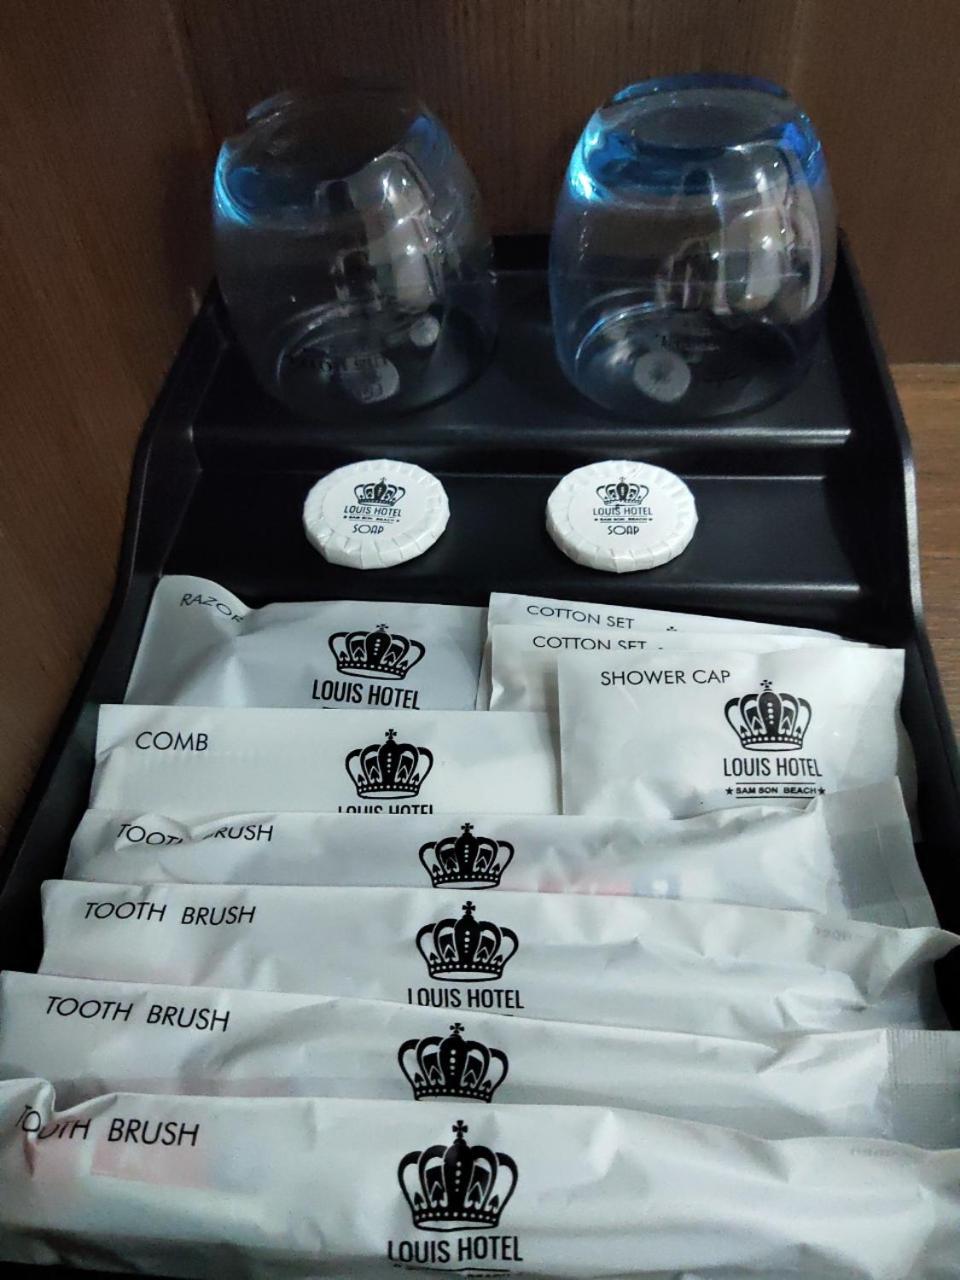 LOUIS HOTEL
★ SAM SON BEACH ★
SOAP
LOUIS HOTEL
★ SAM SON BEACH ★
SOAP
RAZOR
LOUIS HOTEL
COTTON SET
COTTON SET
SHOWER CAP
LOUIS HOTEL
★ SAM SON BEACH ★
COMB
LOUIS HOTEL
TOOTH BRUSH
TOOTH BRUSH
LOUIS HOTEL
TOOTH BRUSH
TOOTH BRUSH
LOUIS HOTEL